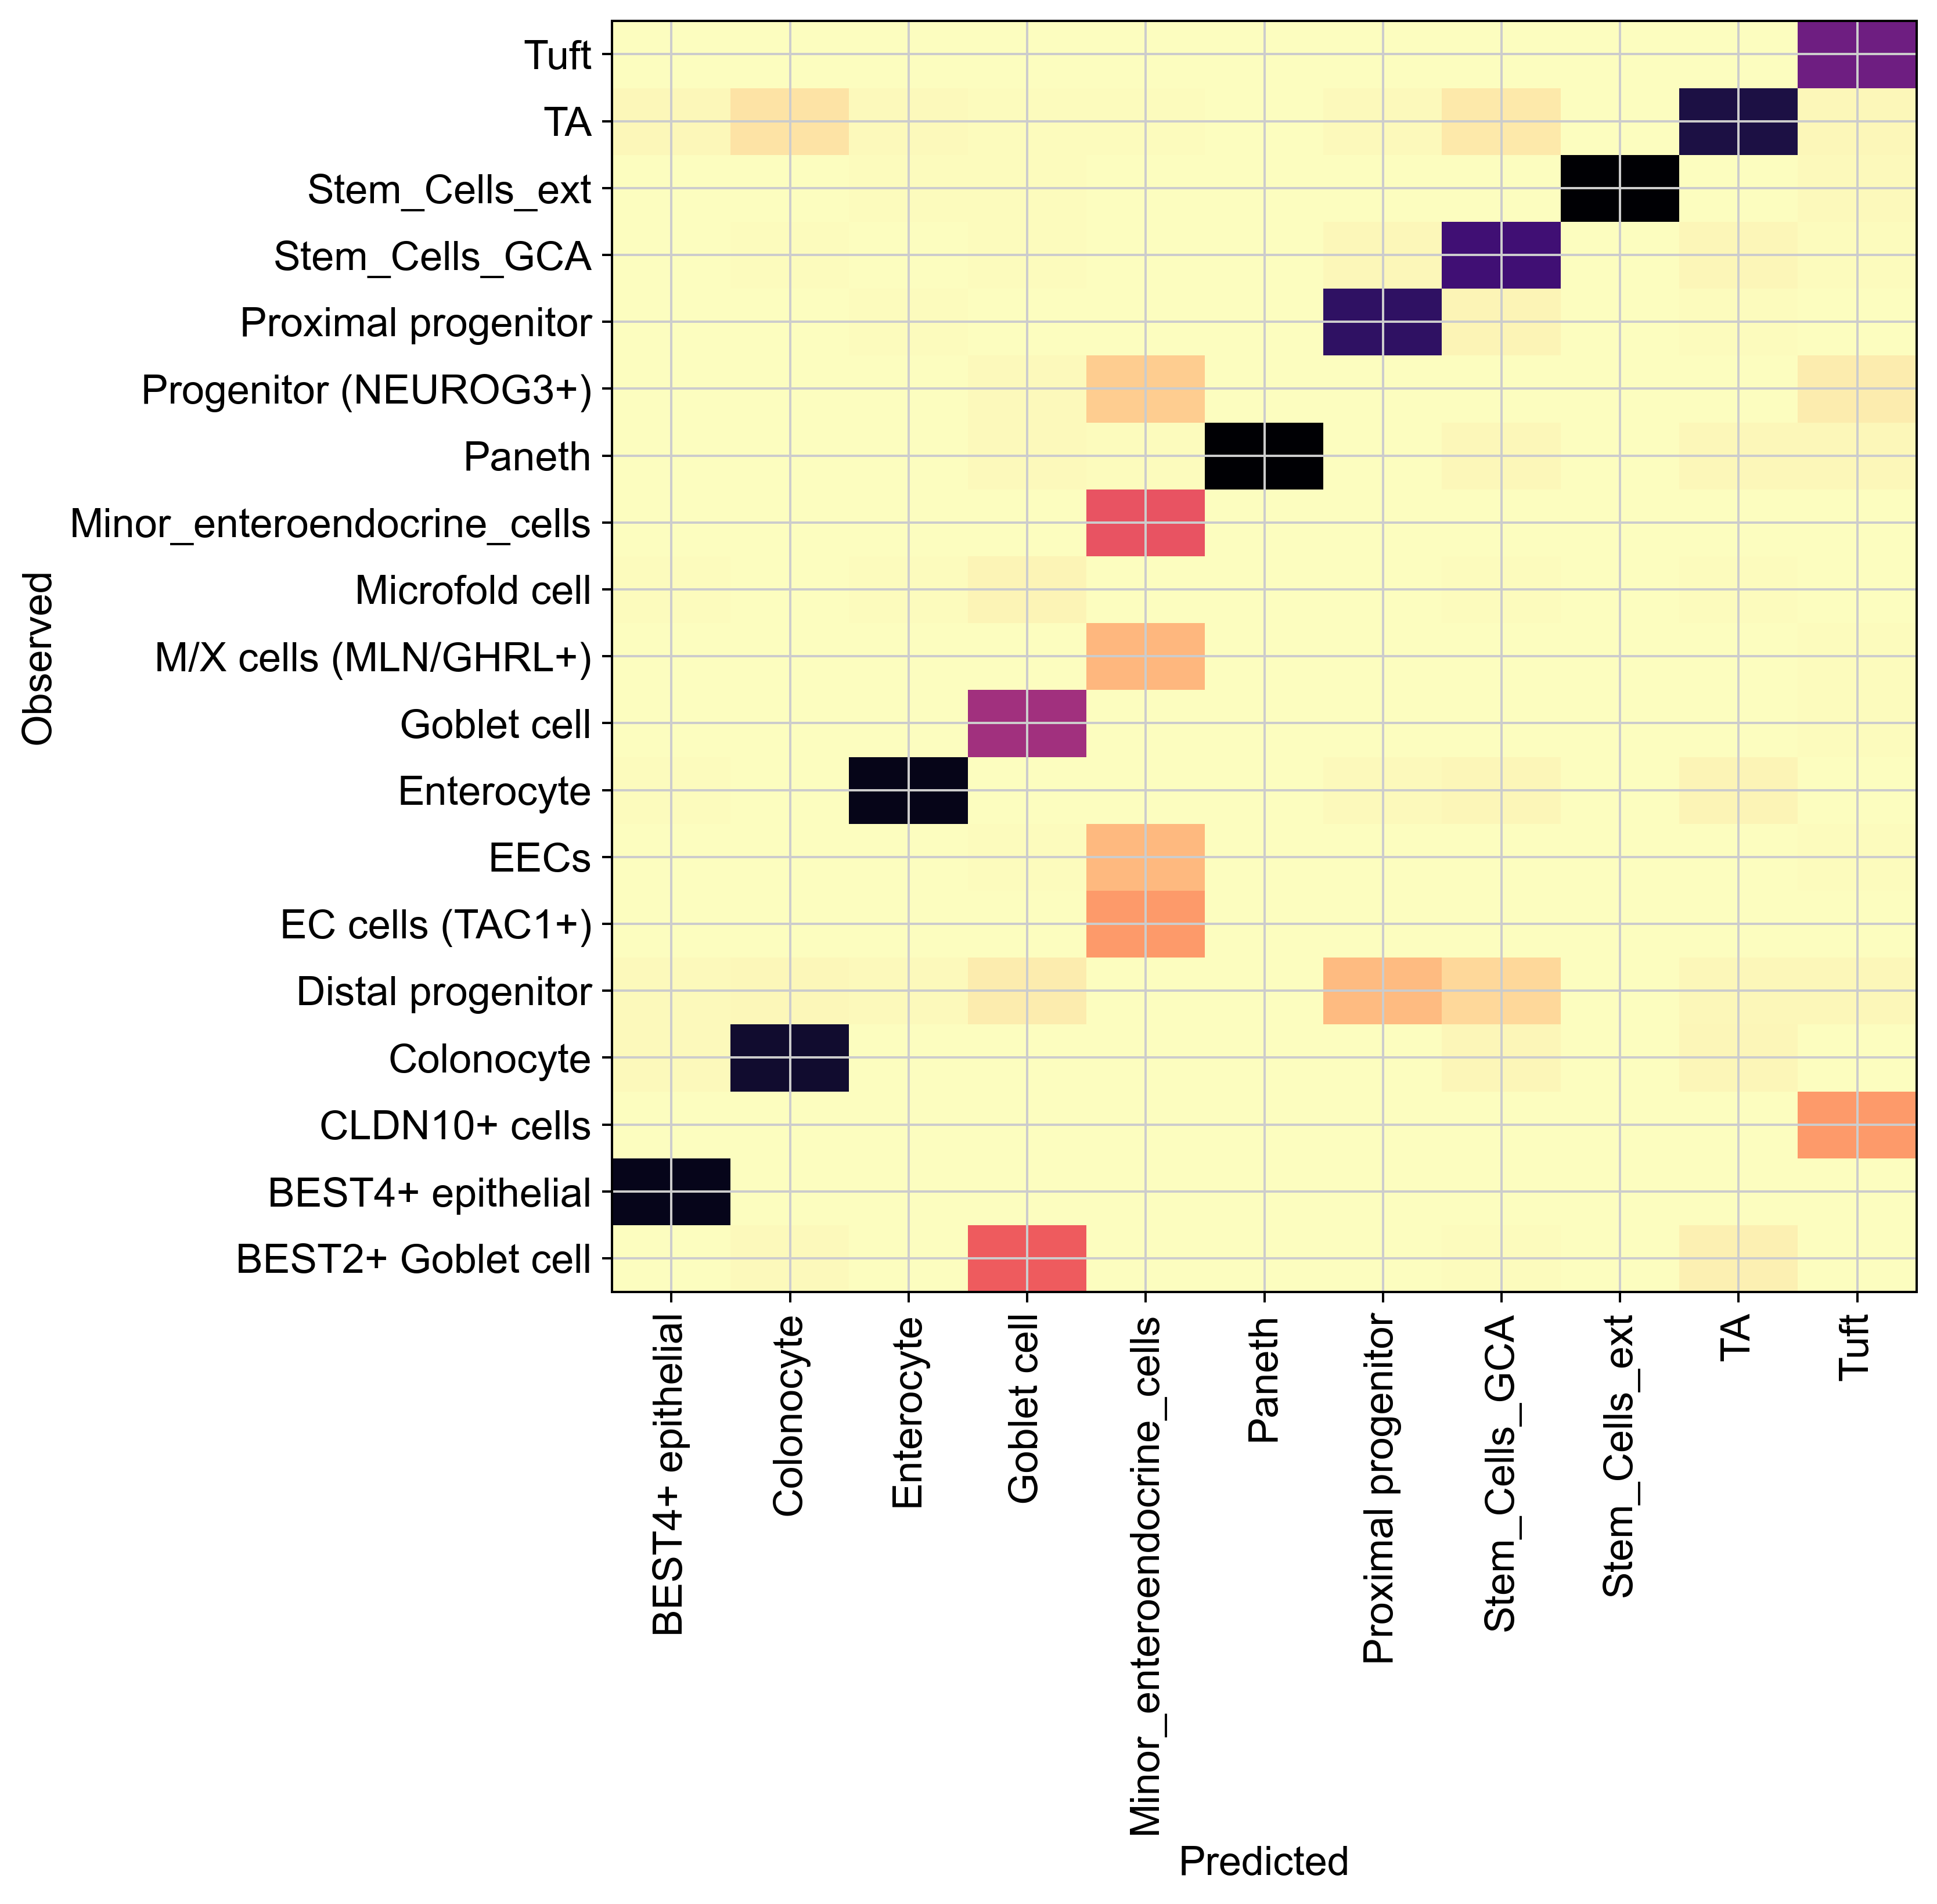 Tuft
TA
Stem_Cells_ext
Stem_Cells_GCA
Proximal progenitor
Progenitor (NEUROG3+)
Paneth
Minor_enteroendocrine_cells
Microfold cell
M/X cells (MLN/GHRL+)
Goblet cell
Enterocyte
EECs
EC cells (TAC1+)
Distal progenitor
Colonocyte
CLDN10+ cells
BEST4+ epithelial
BEST2+ Goblet cell
Observed
BEST4+ epithelial
Colonocyte
Enterocyte
Goblet cell
Minor_enteroendocrine_cells
Paneth
Proximal progenitor
Stem_Cells_GCA
Stem_Cells_ext
TA
Tuft
Predicted